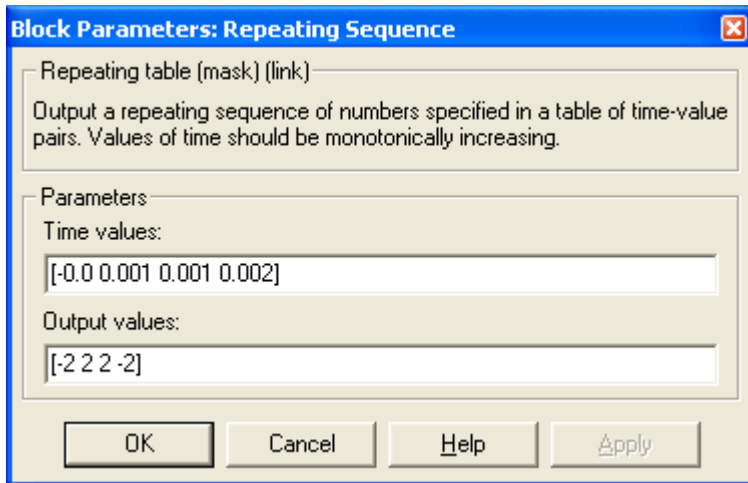 Block Parameters: Repeating Sequence
Repeating table (mask) (link)
Output a repeating sequence of numbers specified in a table of time-value
pairs. Values of time should be monotonically increasing.
Parameters
Time values:
[-0.0 0.001 0.001 0.002]
Output values:
[-2 2 2 -2]
OK Cancel Help Apply